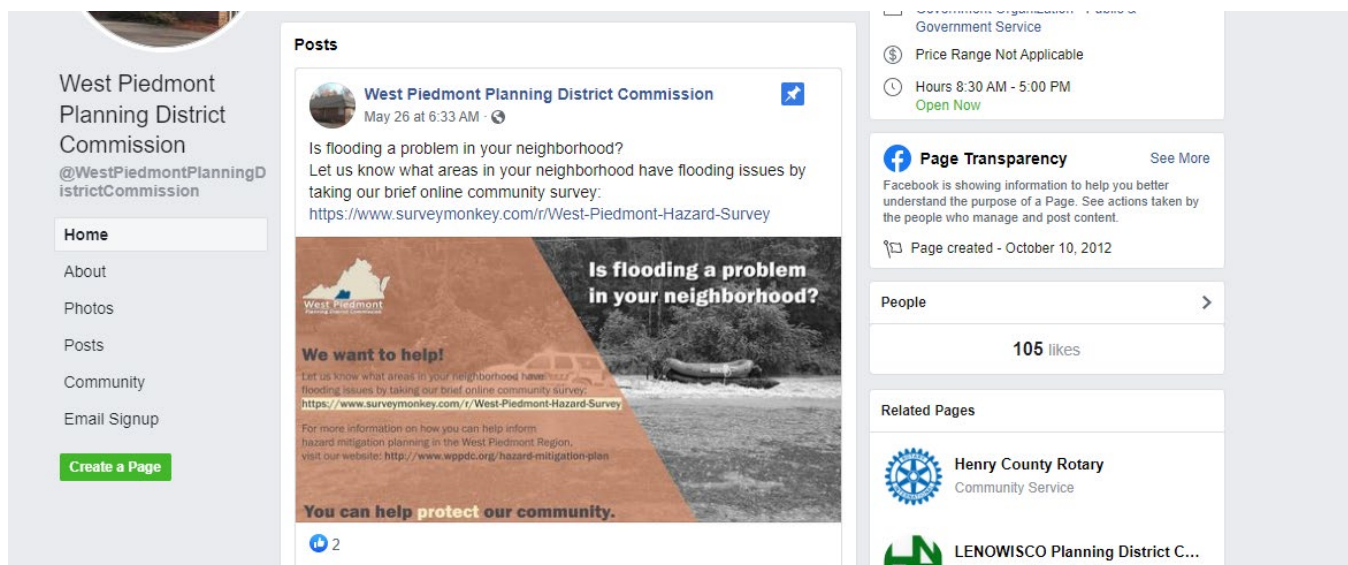 West Piedmont
Planning District
Commission
@WestPiedmontPlanningD
istrictCommission
Home
About
Photos
Posts
Community
Email Signup
Create a Page
Posts
West Piedmont Planning District Commission
May 26 at 6:33 AM ·
Is flooding a problem in your neighborhood?
Let us know what areas in your neighborhood have flooding issues by
taking our brief online community survey:
https://www.surveymonkey.com/r/West-Piedmont-Hazard-Survey
West Piedmont
Planning District Commission
Is flooding a problem
in your neighborhood?
We want to help!
Let us know what areas in your neighborhood have
flooding issues by taking our brief online community survey:
https://www.surveymonkey.com/r/West-Piedmont-Hazard-Survey
For more information on how you can help inform
hazard mitigation planning in the West Piedmont Region,
visit our website: http://www.wppdc.org/hazard-mitigation-plan
You can help protect our community.
2
Government Organization · Public &
Government Service
Price Range Not Applicable
Hours 8:30 AM - 5:00 PM
Open Now
Page Transparency
See More
Facebook is showing information to help you better
understand the purpose of a Page. See actions taken by
the people who manage and post content.
Page created - October 10, 2012
People
105 likes
Related Pages
Henry County Rotary
Community Service
LENOWISCO Planning District C...